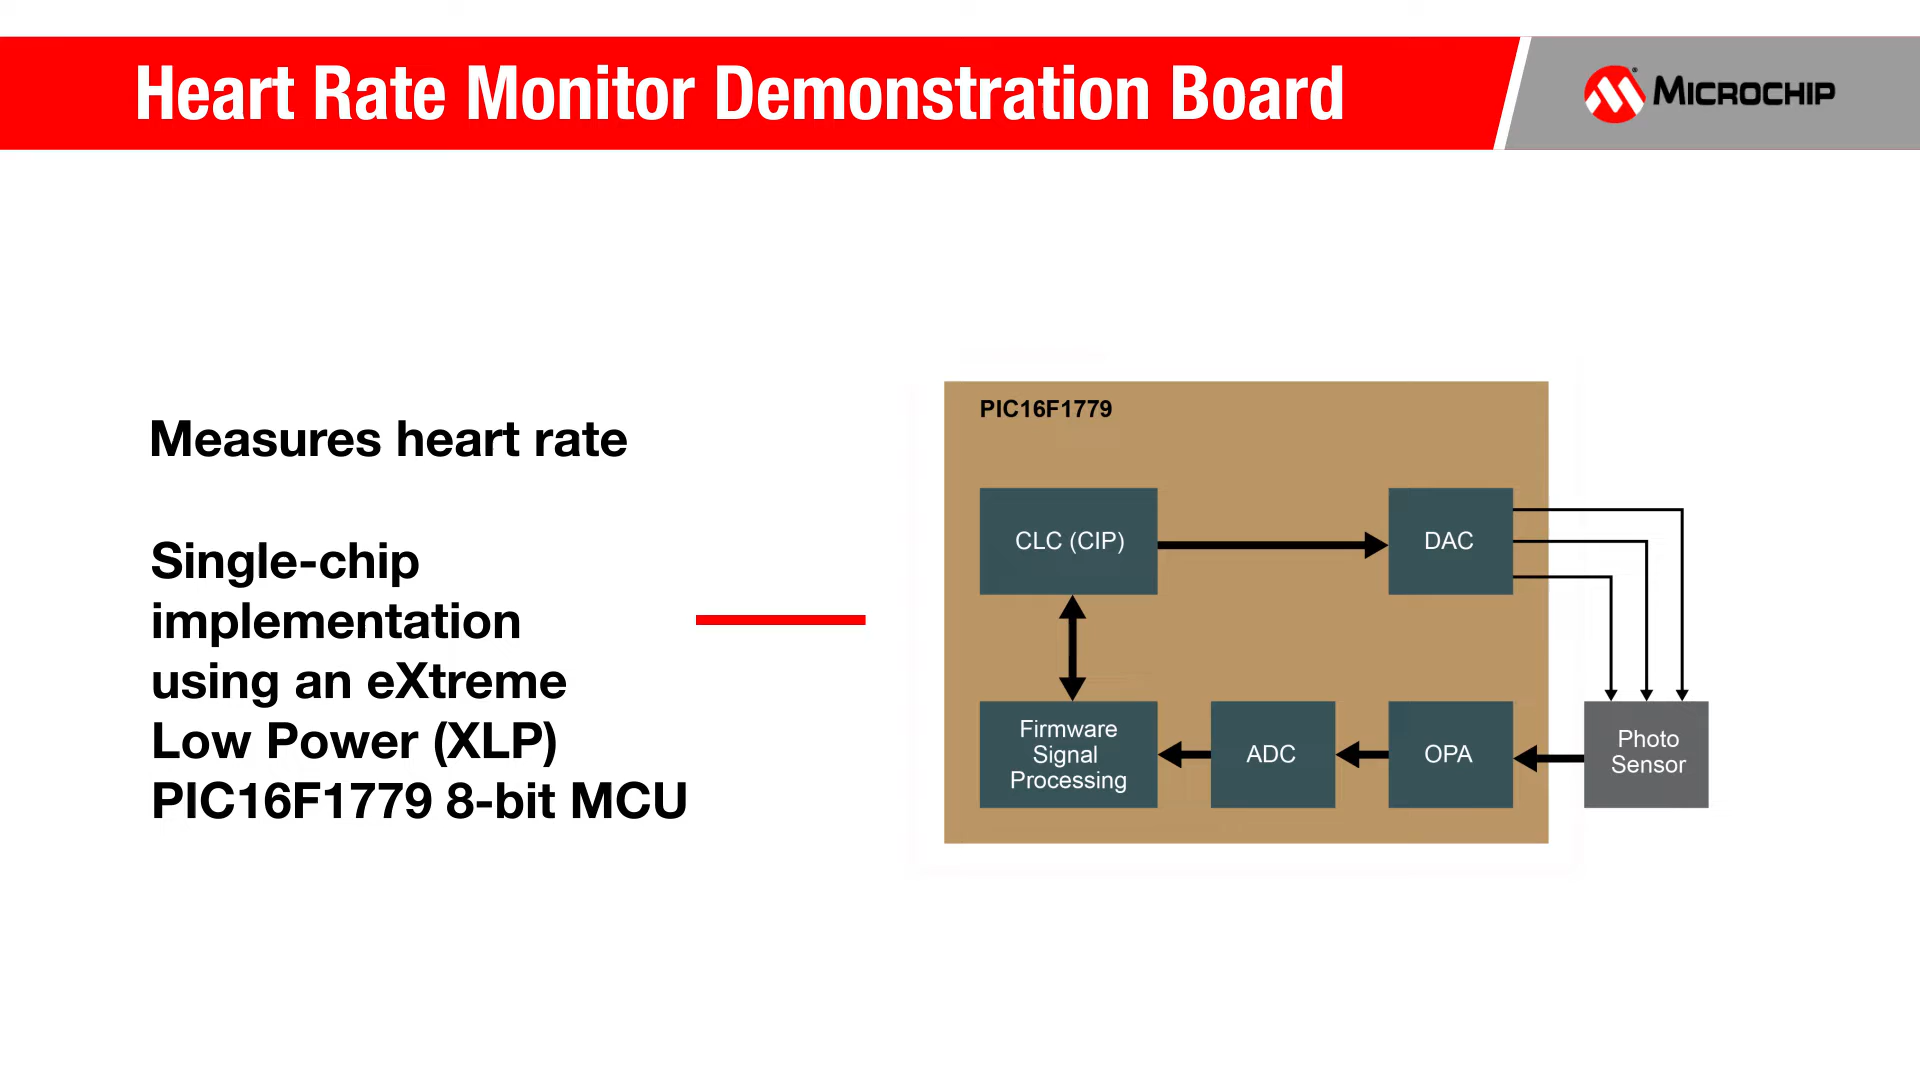 Heart Rate Monitor Demonstration Board
MICROCHIP
Measures heart rate
Single-chip
implementation
using an eXtreme
Low Power (XLP)
PIC16F1779 8-bit MCU
PIC16F1779
CLC (CIP)
DAC
Firmware
Signal
Processing
ADC
OPA
Photo
Sensor